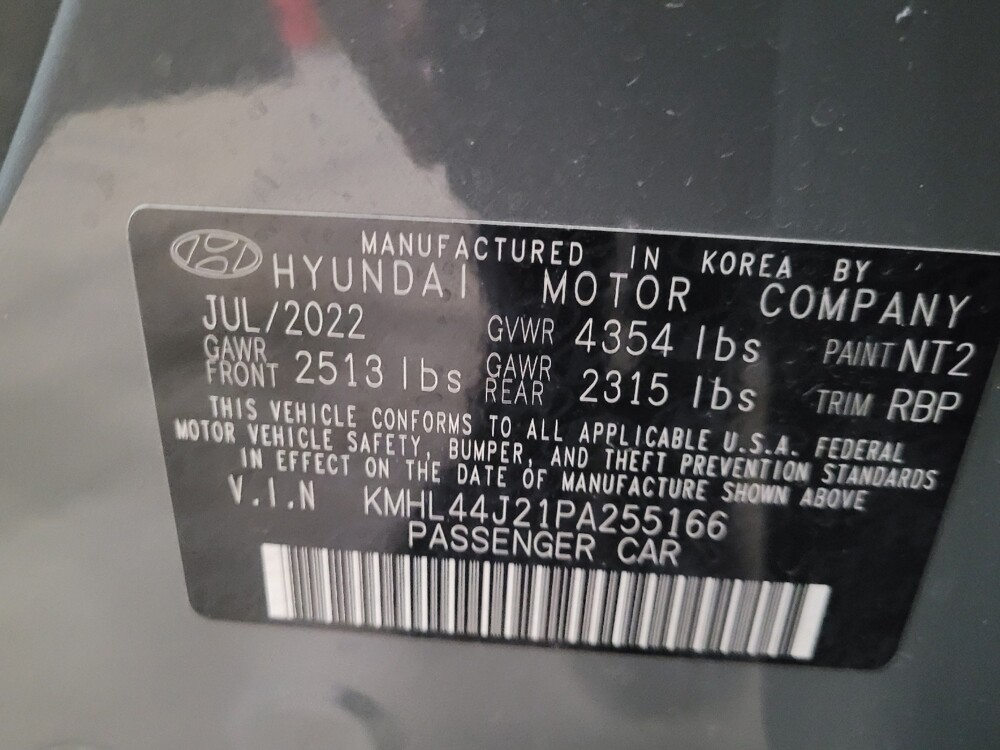 MANUFACTURED IN KOREA BY
HYUNDAI MOTOR COMPANY
JUL/2022 GVWR 4354 lbs PAINT NT2
GAWR FRONT 2513 lbs GAWR REAR 2315 lbs TRIM RBP
THIS VEHICLE CONFORMS TO ALL APPLICABLE U.S.A. FEDERAL
MOTOR VEHICLE SAFETY, BUMPER, AND THEFT PREVENTION STANDARDS
IN EFFECT ON THE DATE OF MANUFACTURE SHOWN ABOVE
V.I.N KMHL44J21PA255166
PASSENGER CAR